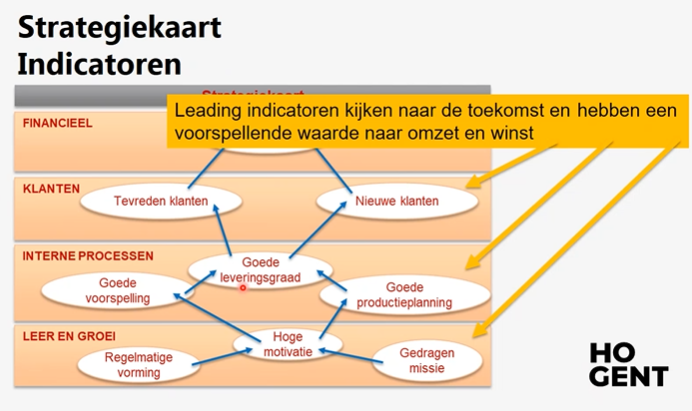 Strategiekaart
Indicatoren
Strategiekaart
Leading indicatoren kijken naar de toekomst en hebben een
voorspellende waarde naar omzet en winst
FINANCIEEL
KLANTEN
Tevreden klanten
Nieuwe klanten
INTERNE PROCESSEN
Goede
leveringsgraad
Goede
voorspelling
Goede
productieplanning
LEER EN GROEI
Hoge
motivatie
Regelmatige
vorming
Gedragen
missie
HO
GENT